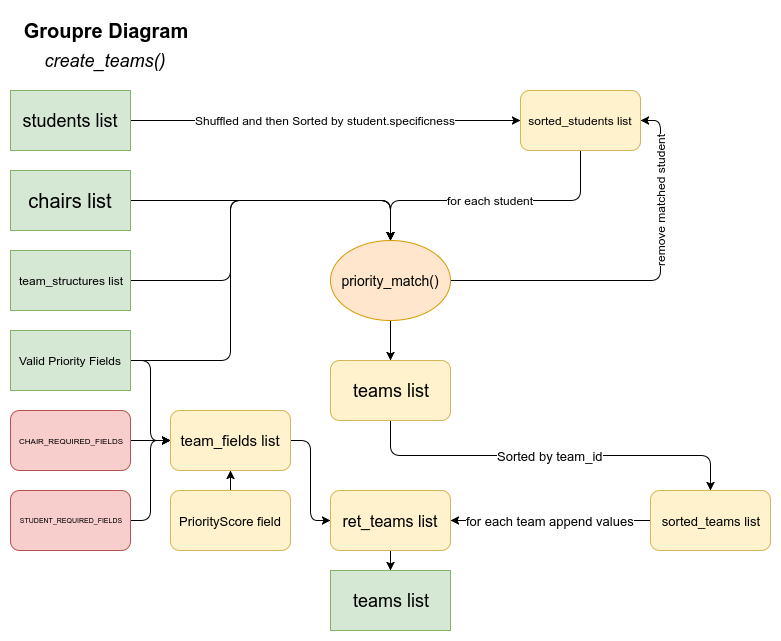 Groupre Diagram
create_teams()
students list
Shuffled and then Sorted by student.specificness
sorted_students list
chairs list
for each student
remove matched student
team_structures list
priority_match()
Valid Priority Fields
teams list
CHAIR_REQUIRED_FIELDS
team_fields list
Sorted by team_id
STUDENT_REQUIRED_FIELDS
PriorityScore field
ret_teams list
for each team append values
sorted_teams list
teams list